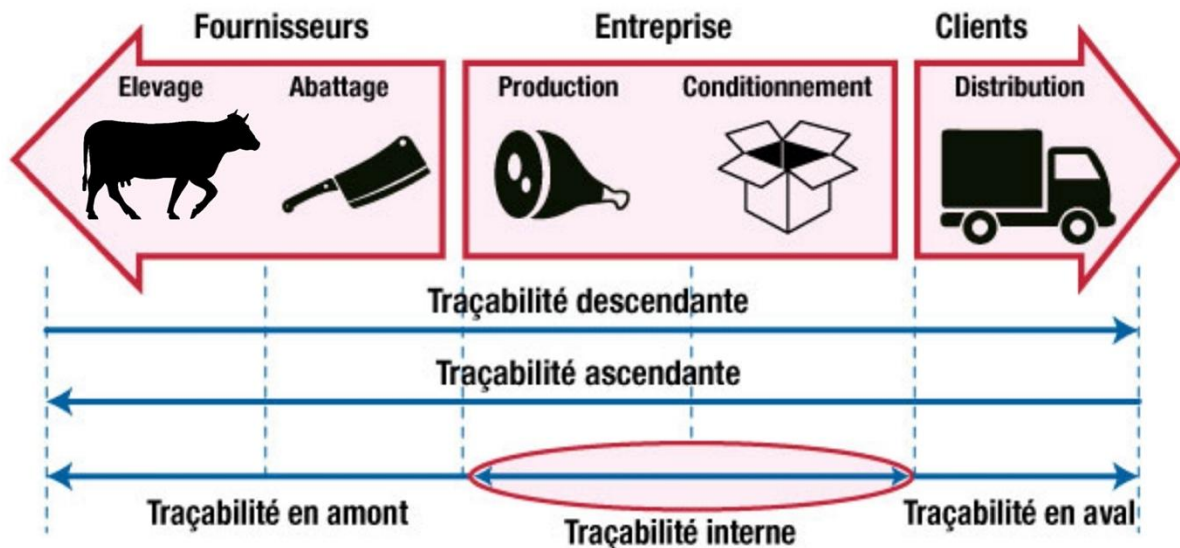 Fournisseurs
Entreprise
Clients
Elevage
Abattage
Production
Conditionnement
Distribution
Traçabilité descendante
Traçabilité ascendante
Traçabilité en amont
Traçabilité interne
Traçabilité en aval